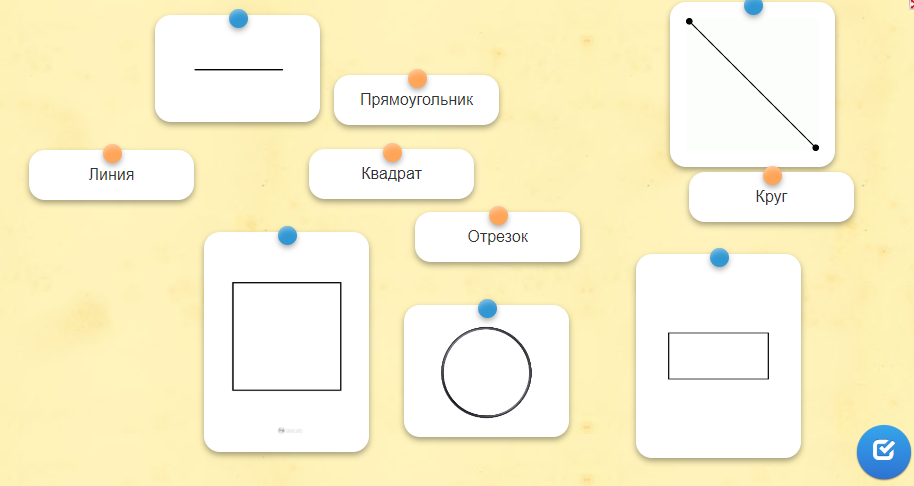 Прямоугольник
Линия
Квадрат
Круг
Отрезок